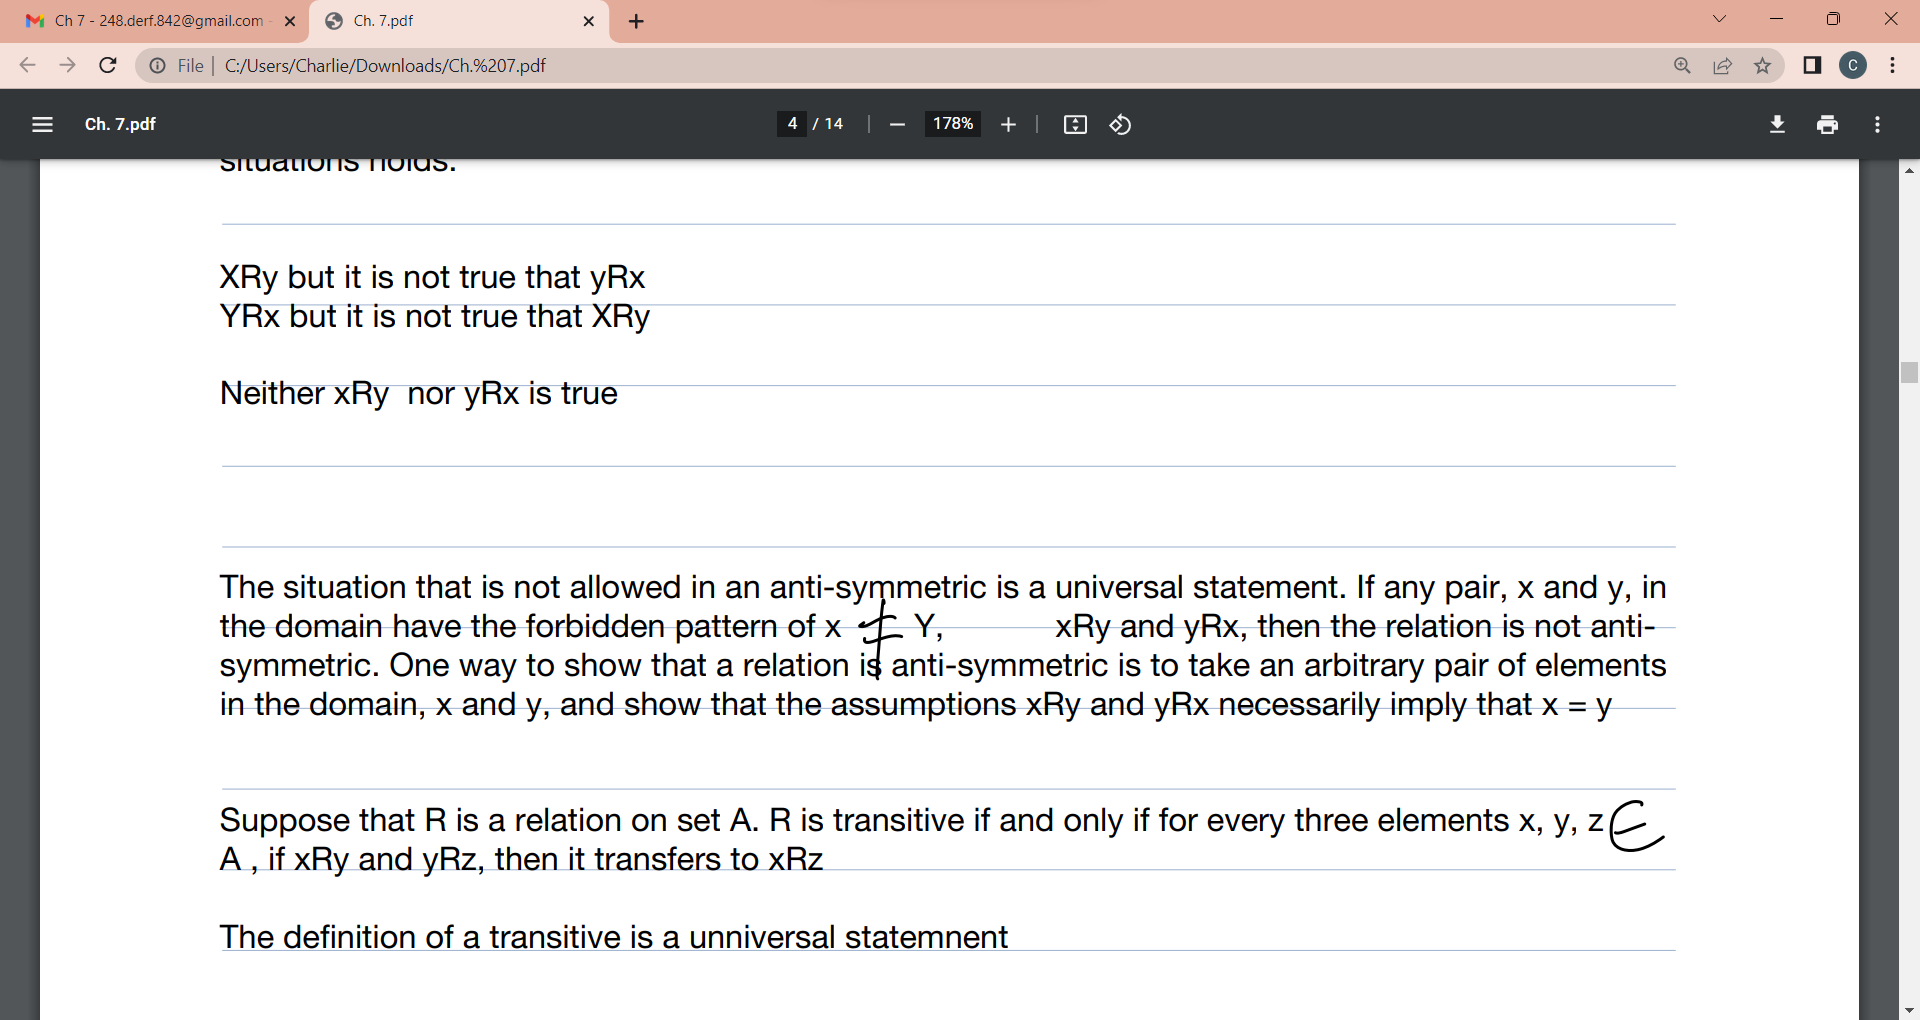 Ch 7 - 248.derf.842@gmail.com
Ch. 7.pdf
File | C:/Users/Charlie/Downloads/Ch.%207.pdf
C
Ch. 7.pdf
4 / 14 | − 178% + |
situations holds.
XRy but it is not true that yRx
YRx but it is not true that XRy
Neither xRy nor yRx is true
The situation that is not allowed in an anti-symmetric is a universal statement. If any pair, x and y, in
the domain have the forbidden pattern of x ≠ Y, xRy and yRx, then the relation is not anti-
symmetric. One way to show that a relation is anti-symmetric is to take an arbitrary pair of elements
in the domain, x and y, and show that the assumptions xRy and yRx necessarily imply that x = y
Suppose that R is a relation on set A. R is transitive if and only if for every three elements x, y, z ∈
A , if xRy and yRz, then it transfers to xRz
The definition of a transitive is a unniversal statemnent